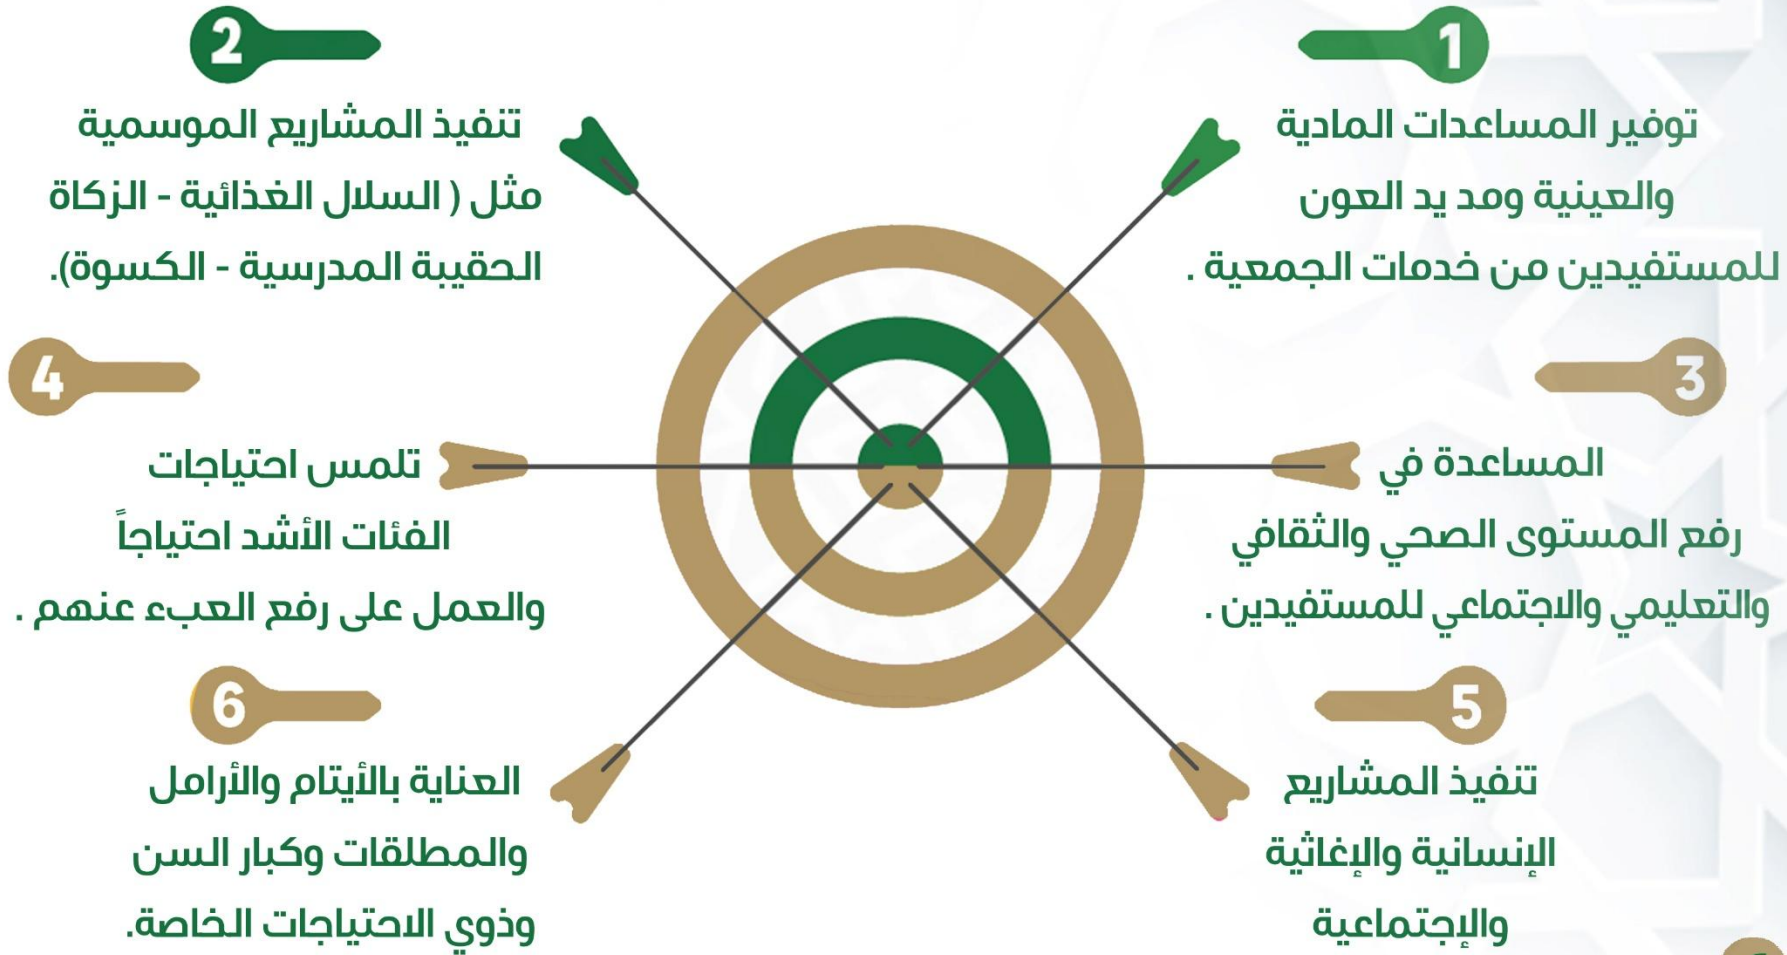 1
توفير المساعدات المادية
والعينية ومد يد العون
للمستفيدين من خدمات الجمعية .
2
تنفيذ المشاريع الموسمية
مثل ( السلال الغذائية - الزكاة
الحقيبة المدرسية - الكسوة).
3
المساعدة في
رفع المستوى الصحي والثقافي
والتعليمي والاجتماعي للمستفيدين .
4
تلمس احتياجات
الفئات الأشد احتياجاً
والعمل على رفع العبء عنهم .
5
تنفيذ المشاريع
الإنسانية والإغاثية
والإجتماعية
6
العناية بالأيتام والأرامل
والمطلقات وكبار السن
وذوي الاحتياجات الخاصة.